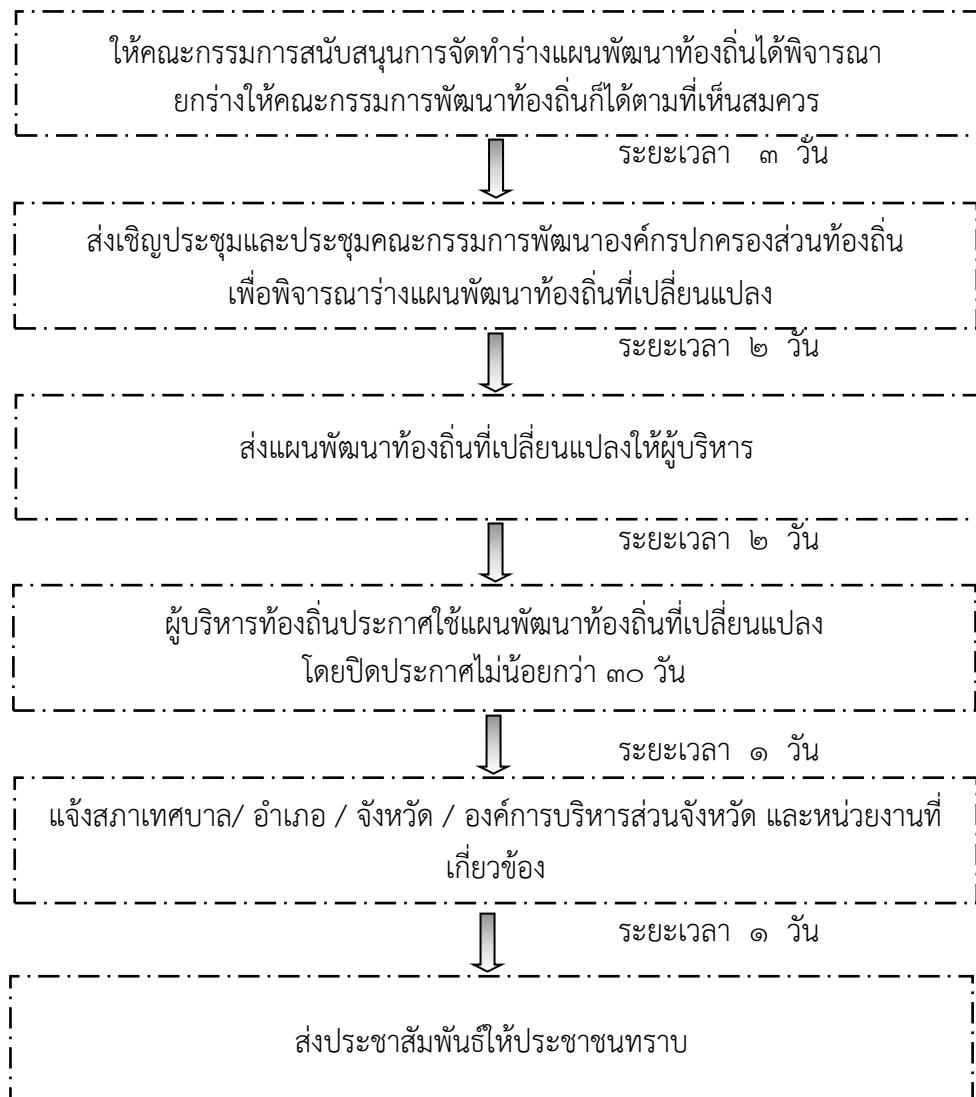 ให้คณะกรรมการสนับสนุนการจัดทำร่างแผนพัฒนาท้องถิ่นได้พิจารณา
ยกร่างให้คณะกรรมการพัฒนาท้องถิ่นก็ได้ตามที่เห็นสมควร
ระยะเวลา ๓ วัน
ส่งเชิญประชุมและประชุมคณะกรรมการพัฒนาองค์กรปกครองส่วนท้องถิ่น
เพื่อพิจารณาร่างแผนพัฒนาท้องถิ่นที่เปลี่ยนแปลง
ระยะเวลา ๒ วัน
ส่งแผนพัฒนาท้องถิ่นที่เปลี่ยนแปลงให้ผู้บริหาร
ระยะเวลา ๒ วัน
ผู้บริหารท้องถิ่นประกาศใช้แผนพัฒนาท้องถิ่นที่เปลี่ยนแปลง
โดยปิดประกาศไม่น้อยกว่า ๓๐ วัน
ระยะเวลา ๑ วัน
แจ้งสภาเทศบาล/ อำเภอ / จังหวัด / องค์การบริหารส่วนจังหวัด และหน่วยงานที่
เกี่ยวข้อง
ระยะเวลา ๑ วัน
ส่งประชาสัมพันธ์ให้ประชาชนทราบ